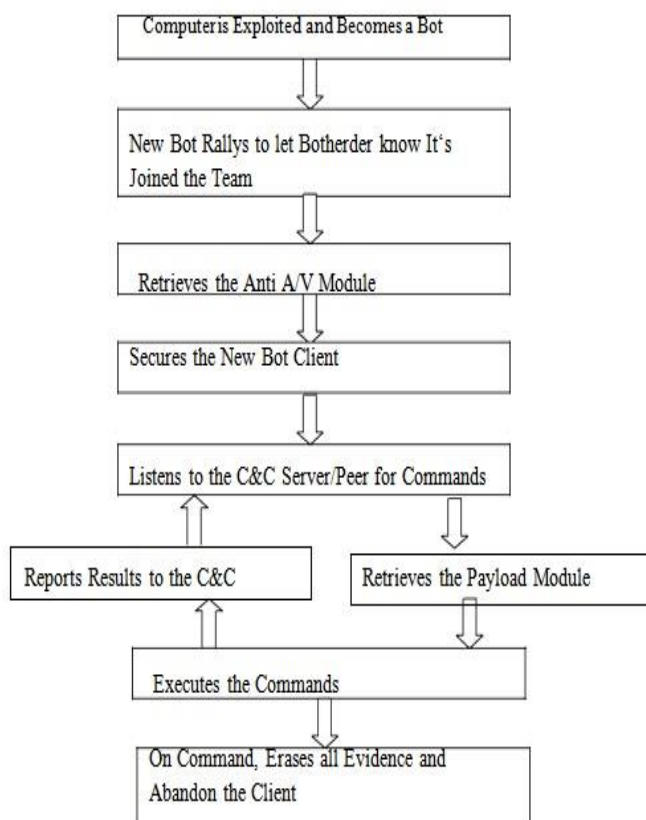 Computeris Exploited and Becomes a Bot
New Bot Rallys to let Botherder know It‘s
Joined the Team
Retrieves the Anti A/V Module
Secures the New Bot Client
Listens to the C&C Server/Peer for Commands
Reports Results to the C&C
Retrieves the Payload Module
Executes the Commands
On Command, Erases all Evidence and
Abandon the Client